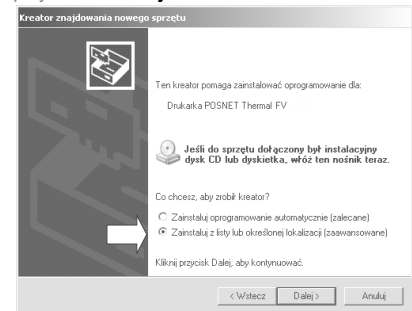 Kreator znajdowania nowego sprzętu
Ten kreator pomaga zainstalować oprogramowanie dla:
Drukarka POSNET Thermal FV
Jeśli do sprzętu dołączony był instalacyjny
dysk CD lub dyskietka, włóż ten nośnik teraz.
Co chcesz, aby zrobił kreator?
Zainstaluj oprogramowanie automatycznie (zalecane)
Zainstaluj z listy lub określonej lokalizacji (zaawansowane)
Kliknij przycisk Dalej, aby kontynuować.
< Wstecz Dalej > Anuluj